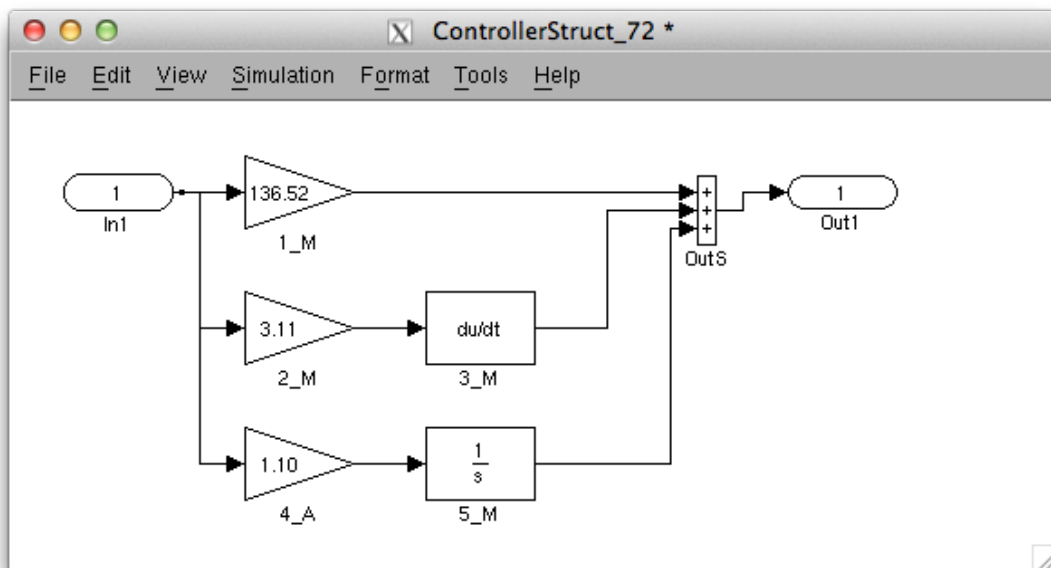 X ControllerStruct_72 *
File Edit View Simulation Format Tools Help
1
In1
136.52
1_M
+
+
+
OutS
1
Out1
3.11
2_M
du/dt
3_M
1.10
4_A
1
s
5_M